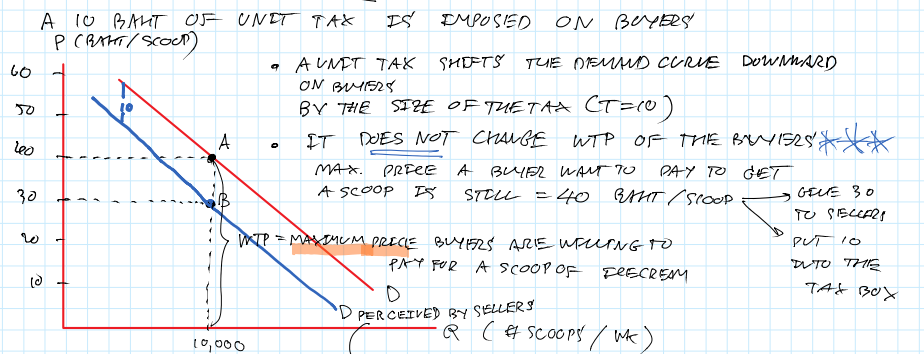 A 10 BAHT OF UNIT TAX IS IMPOSED ON BUYERS
P (BAHT/SCOOP)
60
50
40
30
20
10
10
A
B
• A UNIT TAX SHIFTS THE DEMAND CURVE DOWNWARD
ON BUYERS
BY THE SIZE OF THE TAX (T=10)
• IT DOES NOT CHANGE WTP OF THE BUYERS ***
MAX. PRICE A BUYER WANT TO PAY TO GET
A SCOOP IS STILL = 40 BAHT/SCOOP
GIVE 30
TO SELLERS
PUT 10
INTO THE
TAX BOX
WTP = MAXIMUM PRICE BUYERS ARE WILLING TO
PAY FOR A SCOOP OF ICECREAM
D
D PERCEIVED BY SELLERS
Q (# SCOOPS / WK)
10,000